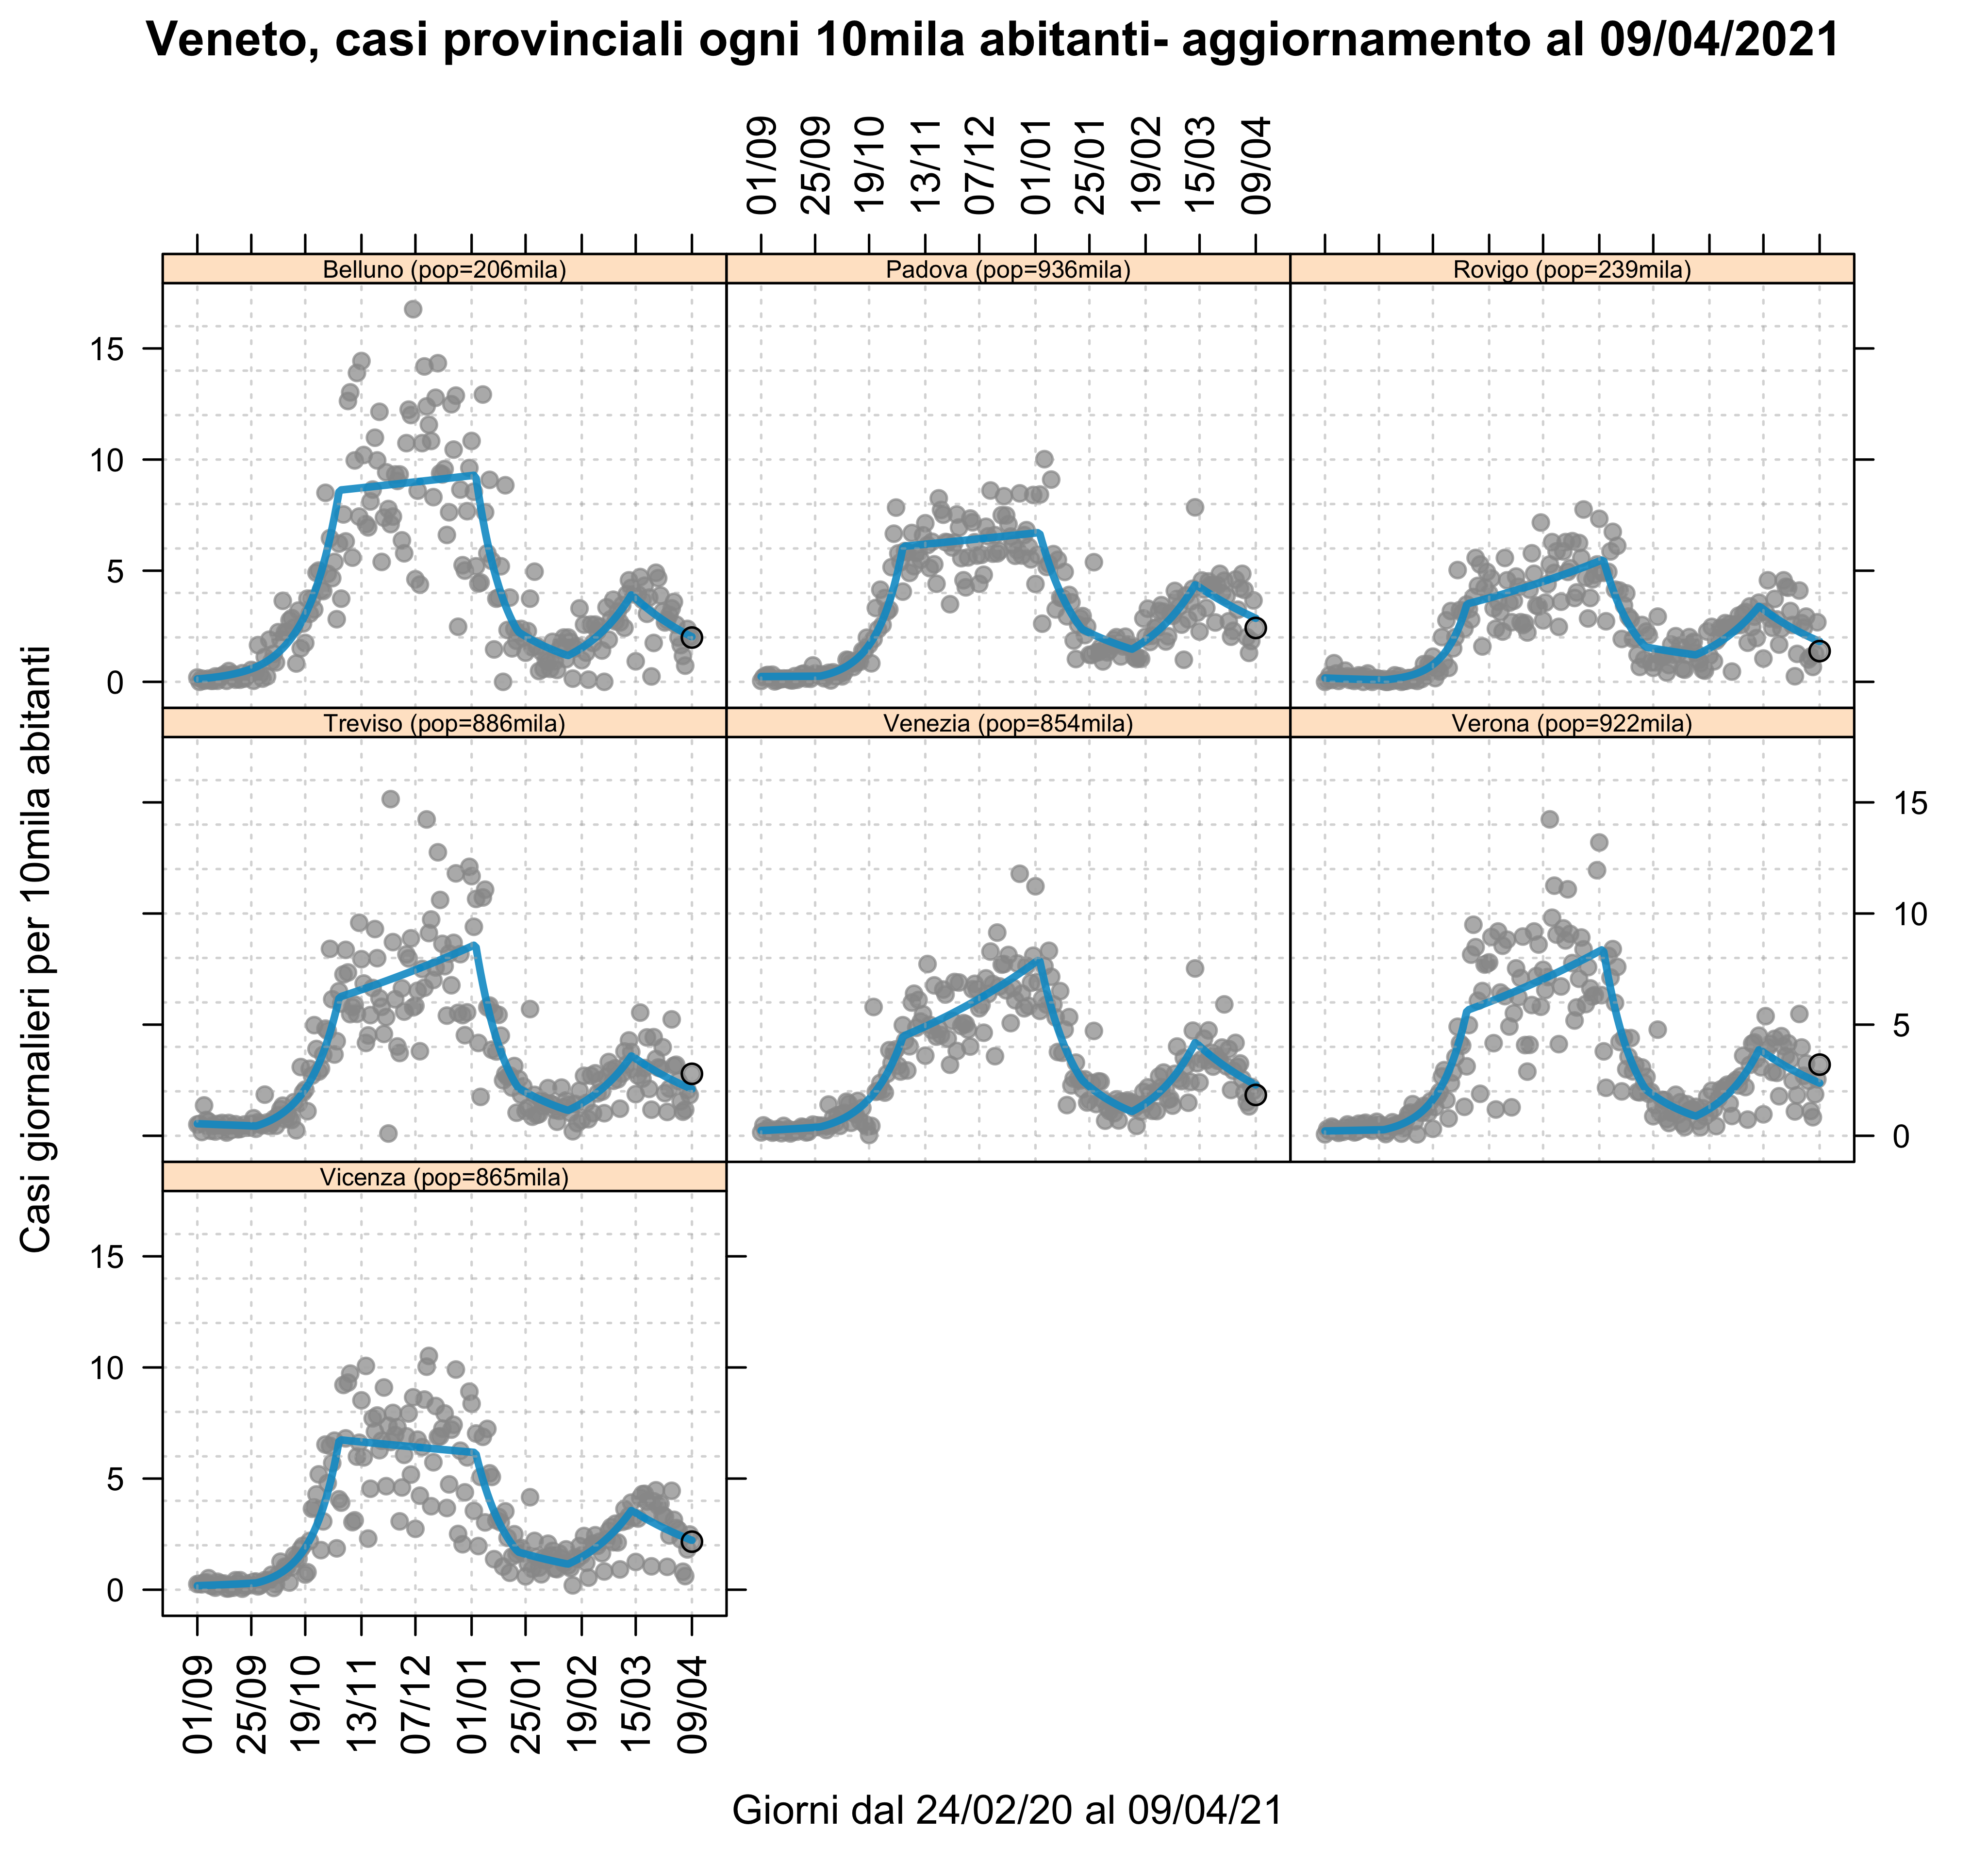 Veneto, casi provinciali ogni 10mila abitanti- aggiornamento al 09/04/2021
01/09 25/09 19/10 13/11 07/12 01/01 25/01 19/02 15/03 09/04
Belluno (pop=206mila) Padova (pop=936mila) Rovigo (pop=239mila)
15
10
5
0
Treviso (pop=886mila) Venezia (pop=854mila) Verona (pop=922mila)
15
10
5
0
Casi giornalieri per 10mila abitanti
Vicenza (pop=865mila)
15
10
5
0
01/09 25/09 19/10 13/11 07/12 01/01 25/01 19/02 15/03 09/04
Giorni dal 24/02/20 al 09/04/21